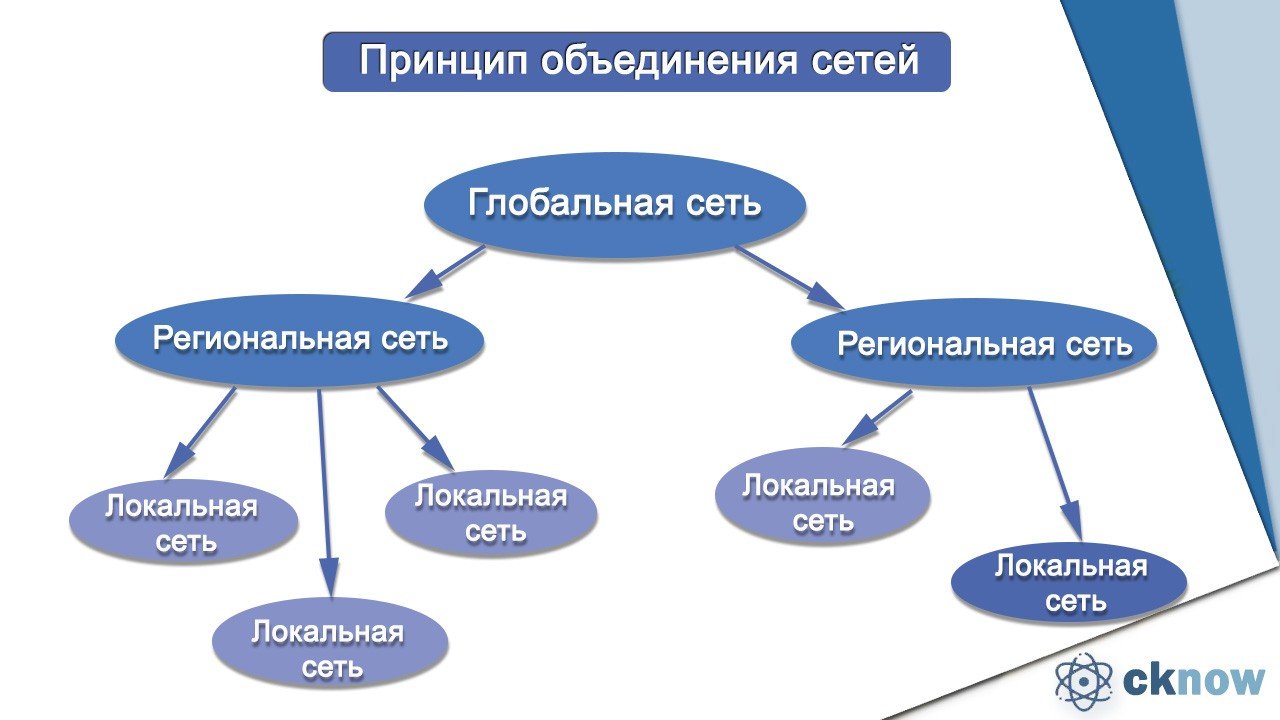 Принцип объединения сетей
Глобальная сеть
Региональная сеть
Региональная сеть
Локальная
сеть
Локальная
сеть
Локальная
сеть
Локальная
сеть
Локальная
сеть
cknow